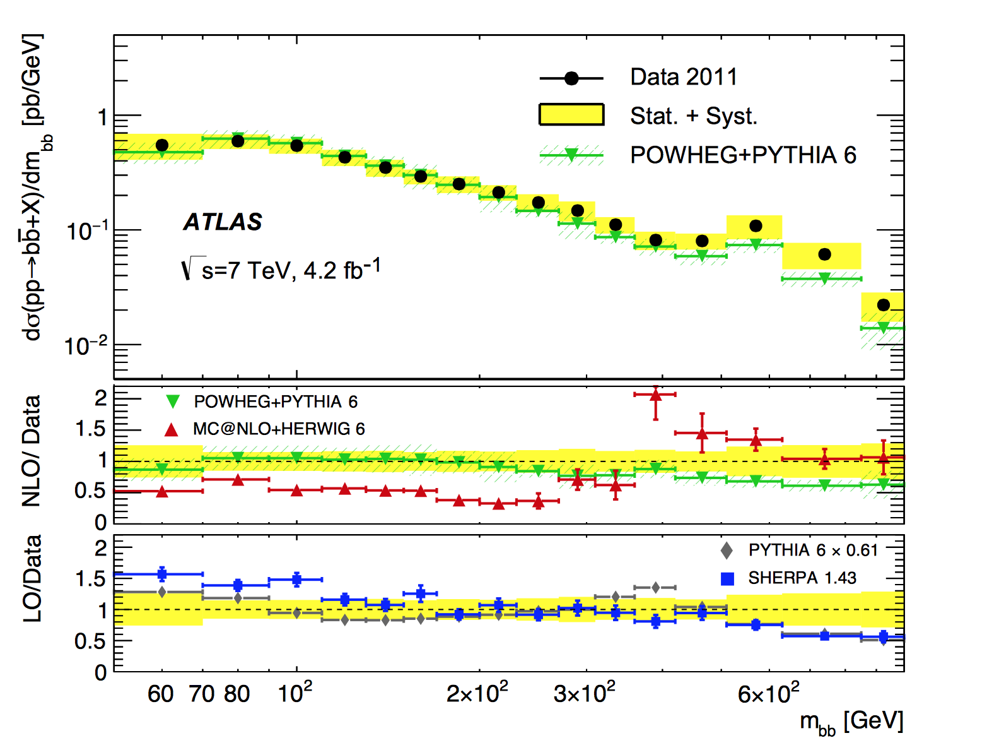 dσ(pp→bb̄+X)/dm_bb [pb/GeV]
1
10⁻¹
10⁻²
Data 2011
Stat. + Syst.
POWHEG+PYTHIA 6
ATLAS
√s=7 TeV, 4.2 fb⁻¹
NLO/ Data
2
1.5
1
0.5
0
POWHEG+PYTHIA 6
MC@NLO+HERWIG 6
LO/Data
2
1.5
1
0.5
0
PYTHIA 6 × 0.61
SHERPA 1.43
60 70 80 10² 2×10² 3×10² 6×10²
m_bb [GeV]